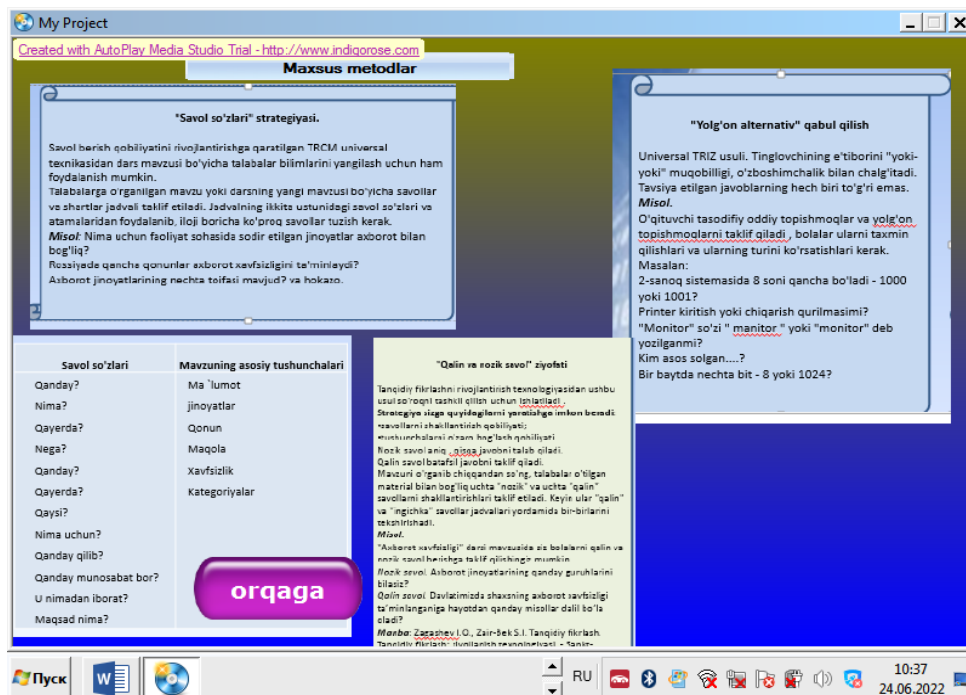 My Project
Created with AutoPlay Media Studio Trial - http://www.indigorose.com
Maxsus metodlar
"Savol so'zlari" strategiyasi.
Savol berish qobiliyatini rivojlantirishga qaratilgan TRCM universal
texnikasidan dars mavzusi bo'yicha talabalar bilimlarini yangilash uchun ham
foydalanish mumkin.
Talabalarga o'rganilgan mavzu yoki darsning yangi mavzusi bo'yicha savollar
va shartlar jadvali taklif etiladi. Jadvalning ikkita ustunidagi savol so'zlari va
atamalaridan foydalanib, iloji boricha ko'proq savollar tuzish kerak.
Misol: Nima uchun faoliyat sohasida sodir etilgan jinoyatlar axborot bilan
bog'liq?
Rossiyada qancha qonunlar axborot xavfsizligini ta'minlaydi?
Axborot jinoyatlarining nechta toifasi mavjud? va hokazo.
"Yolg'on alternativ" qabul qilish
Universal TRIZ usuli. Tinglovchining e'tiborini "yoki-
yoki" muqobilligi, o'zboshimchalik bilan chalg'itadi.
Tavsiya etilgan javoblarning hech biri to'g'ri emas.
Misol.
O'qituvchi tasodifiy oddiy topishmoqlar va yolg'on
topishmoqlarni taklif qiladi , bolalar ularni taxmin
qilishlari va ularning turini ko'rsatishlari kerak.
Masalan:
2-sanoq sistemasida 8 soni qancha bo'ladi - 1000
yoki 1001?
Printer kiritish yoki chiqarish qurilmasimi?
"Monitor" so'zi " manitor " yoki "monitor" deb
yozilganmi?
Kim asos solgan....?
Bir baytda nechta bit - 8 yoki 1024?
Savol so'zlari Mavzuning asosiy tushunchalari
Qanday? Ma `lumot
Nima? jinoyatlar
Qayerda? Qonun
Nega? Maqola
Qanday? Xavfsizlik
Qayerda? Kategoriyalar
Qaysi?
Nima uchun?
Qanday qilib?
Qanday munosabat bor?
U nimadan iborat?
Maqsad nima?
orqaga
"Qalin va nozik savol" ziyofati
Tanqidiy fikrlashni rivojlantirish texnologiyasidan ushbu
usul so'roqni tashkil qilish uchun ishlatiladi .
Strategiya sizga quyidagilarni yaratishga imkon beradi:
•savollarni shakllantirish qobiliyati;
•tushunchalarni o'zaro bog'lash qobiliyati.
Nozik savol aniq , qisqa javobni talab qiladi.
Qalin savol batafsil javobni taklif qiladi.
Mavzuni o'rganib chiqqandan so'ng, talabalar o'tilgan
material bilan bog'liq uchta "nozik" va uchta "qalin"
savollarni shakllantirishlari taklif etiladi. Keyin ular "qalin"
va "ingichka" savollar jadvallari yordamida bir-birlarini
tekshirishadi.
Misol.
"Axborot xavfsizligi" darsi mavzusida siz bolalarni qalin va
nozik savol berishga taklif qilishingiz mumkin.
Nozik savol. Axborot jinoyatlarining qanday guruhlarini
bilasiz?
Qalin savol. Davlatimizda shaxsning axborot xavfsizligi
ta'minlanganiga hayotdan qanday misollar dalil bo'la
oladi?
Manba: Zagashev I.O., Zair-Bek S.I. Tanqidiy fikrlash.
Tanqidiy fikrlash: rivojlanish texnologiyasi. - Sankt-
Пуск
RU
10:37
24.06.2022